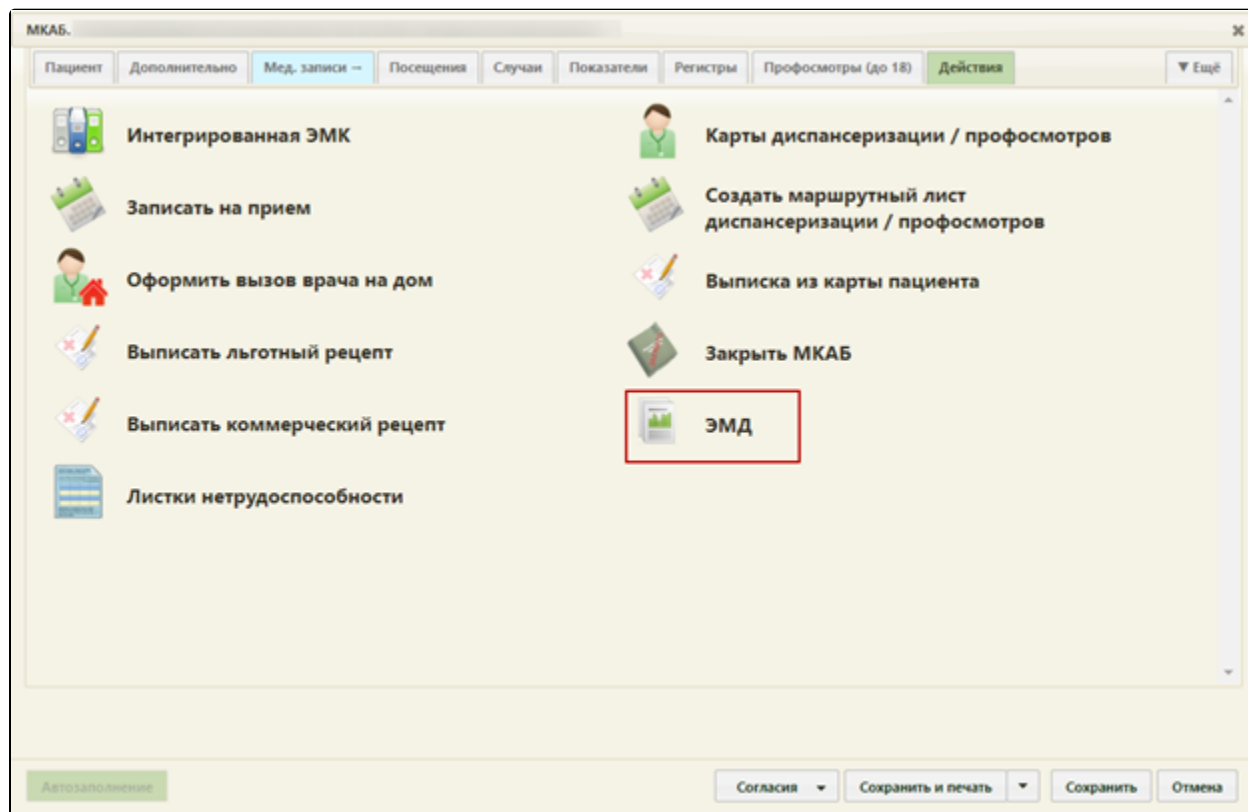 МКАБ.
Пациент Дополнительно Мед. записи — Посещения Случаи Показатели Регистры Профосмотры (до 18) Действия ▼ Ещё
Интегрированная ЭМК
Карты диспансеризации / профосмотров
Записать на прием
Создать маршрутный лист
диспансеризации / профосмотров
Оформить вызов врача на дом
Выписка из карты пациента
Выписать льготный рецепт
Закрыть МКАБ
Выписать коммерческий рецепт
ЭМД
Листки нетрудоспособности
Автозаполнение Согласия Сохранить и печать Сохранить Отмена